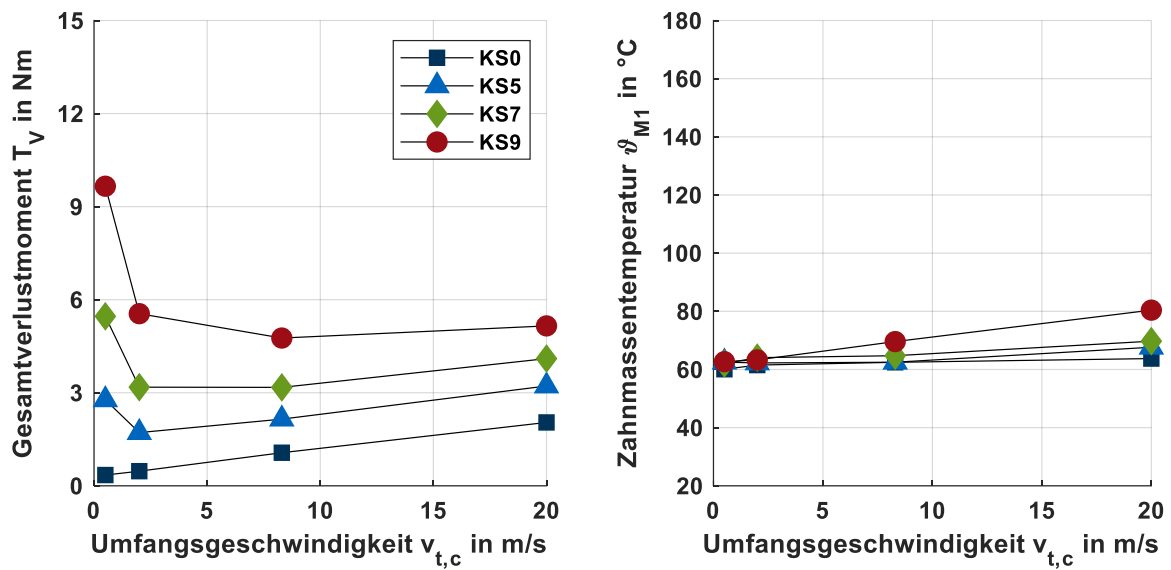 Gesamtverlustmoment T_V in Nm
15
12
9
6
3
0
0 5 10 15 20
Umfangsgeschwindigkeit v_t,c in m/s
KS0
KS5
KS7
KS9
Zahnmassentemperatur ϑ_M1 in °C
180
160
140
120
100
80
60
40
20
0 5 10 15 20
Umfangsgeschwindigkeit v_t,c in m/s